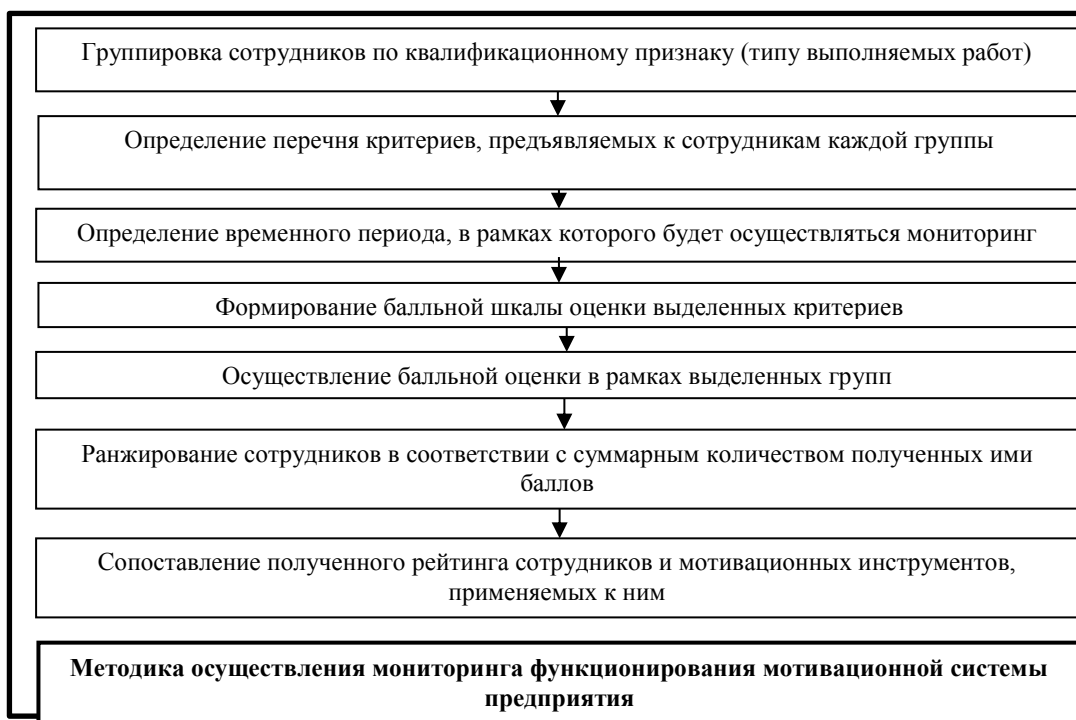 Группировка сотрудников по квалификационному признаку (типу выполняемых работ)
Определение перечня критериев, предъявляемых к сотрудникам каждой группы
Определение временного периода, в рамках которого будет осуществляться мониторинг
Формирование балльной шкалы оценки выделенных критериев
Осуществление балльной оценки в рамках выделенных групп
Ранжирование сотрудников в соответствии с суммарным количеством полученных ими
баллов
Сопоставление полученного рейтинга сотрудников и мотивационных инструментов,
применяемых к ним
Методика осуществления мониторинга функционирования мотивационной системы
предприятия